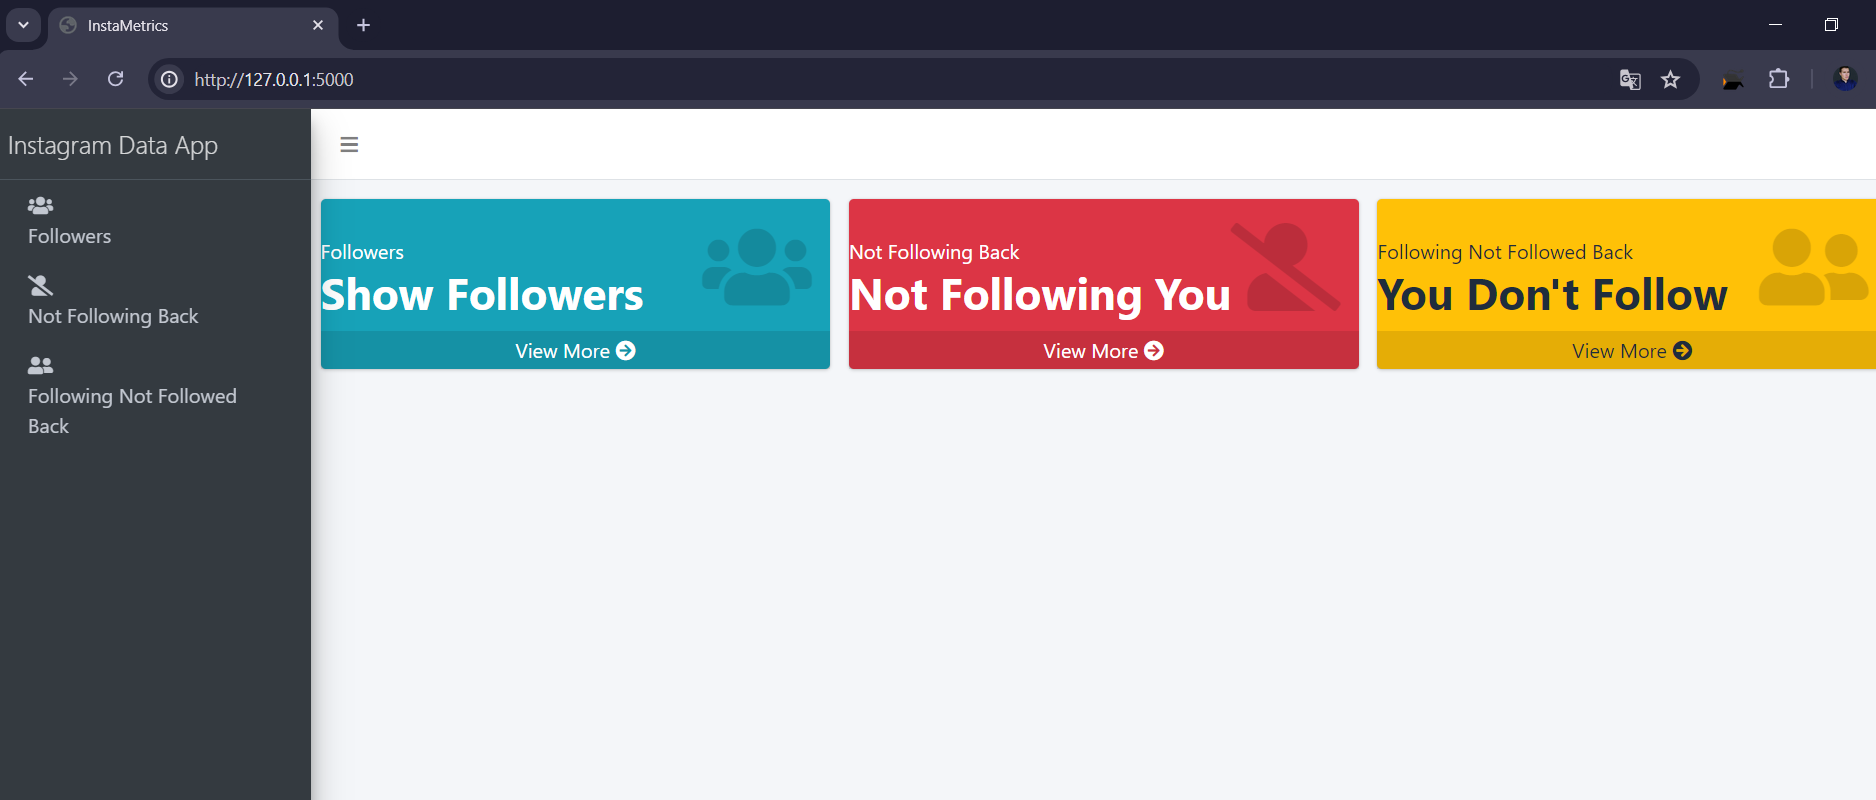 InstaMetrics
http://127.0.0.1:5000
Instagram Data App
Followers
Not Following Back
Following Not Followed
Back
Followers
Show Followers
View More
Not Following Back
Not Following You
View More
Following Not Followed Back
You Don't Follow
View More